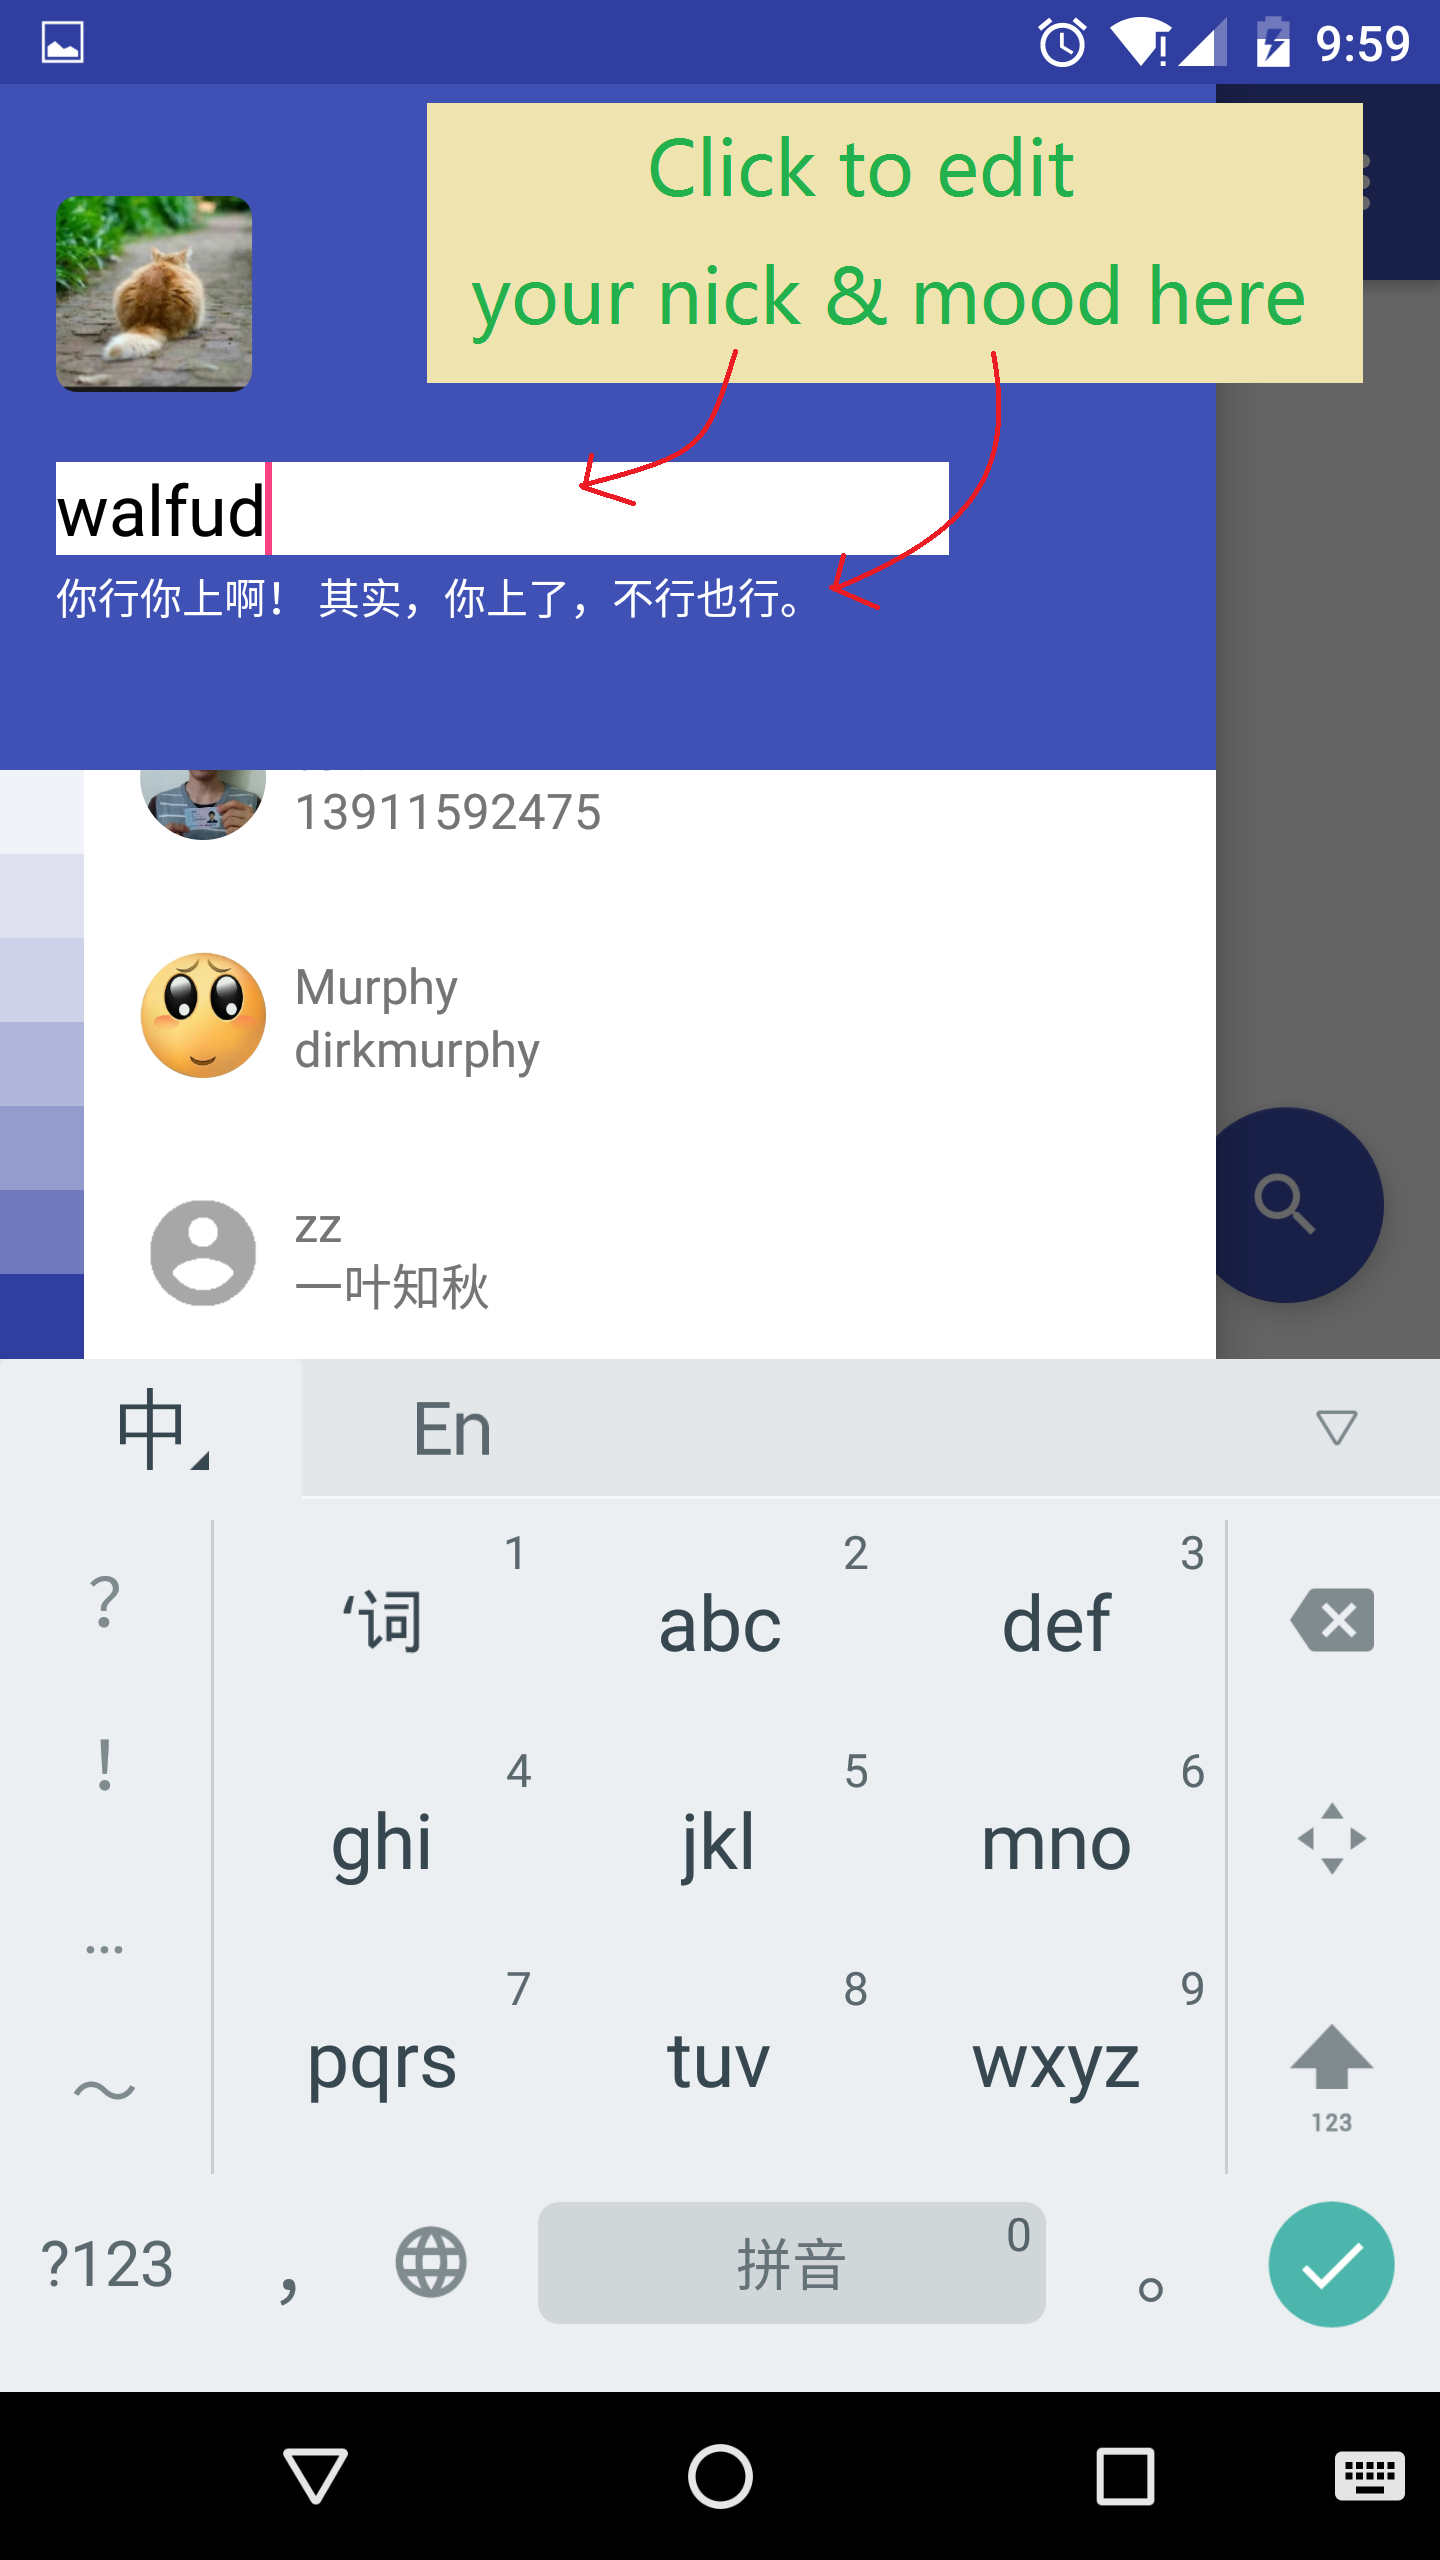 9:59
Click to edit
your nick & mood here
walfud
你行你上啊！ 其实，你上了，不行也行。
13911592475
Murphy
dirkmurphy
zz
一叶知秋
中 En
1 2 3
? ‘词 abc def
4 5 6
! ghi jkl mno
...
7 8 9
～ pqrs tuv wxyz
123
?123 ， 拼音 0 。